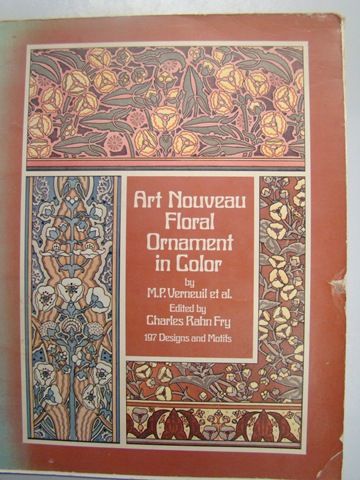 Art Nouveau
Floral
Ornament
in Color
by
M.P. Verneuil et al.
Edited by
Charles Rahn Fry
197 Designs and Motifs